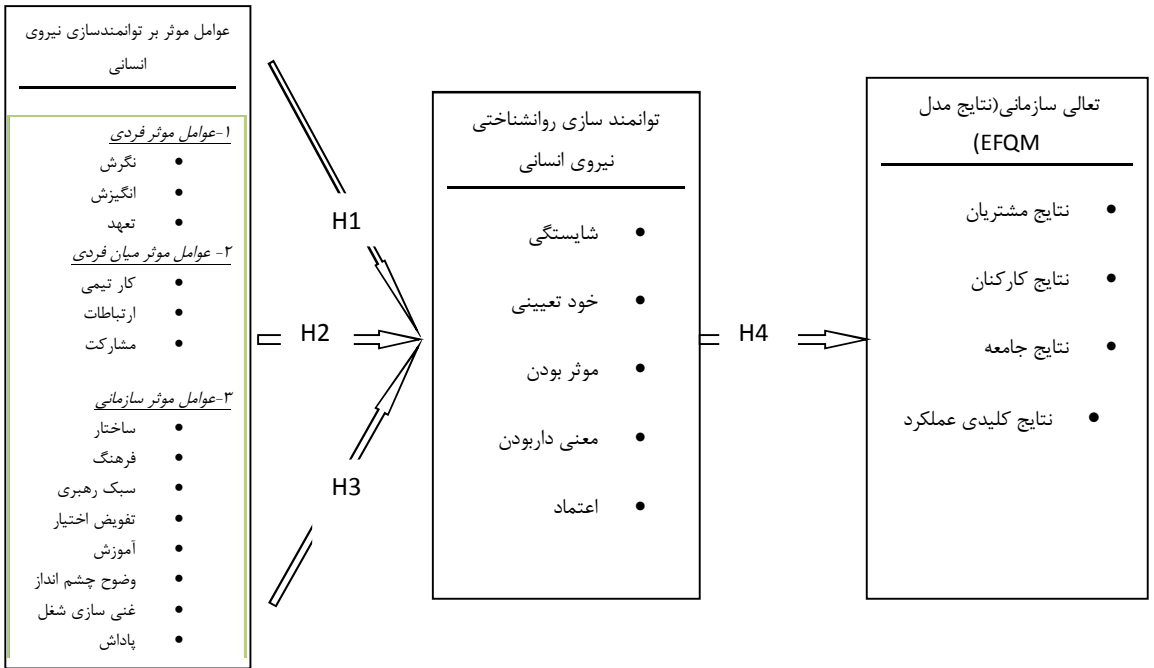 عوامل موثر بر توانمندسازی نیروی
انسانی
۱-عوامل موثر فردی
• نگرش
• انگیزش
• تعهد
۲- عوامل موثر میان فردی
• کار تیمی
• ارتباطات
• مشارکت
۳-عوامل موثر سازمانی
• ساختار
• فرهنگ
• سبک رهبری
• تفویض اختیار
• آموزش
• وضوح چشم انداز
• غنی سازی شغل
• پاداش
H1
H2
H3
توانمند سازی روانشناختی
نیروی انسانی
• شایستگی
• خود تعیینی
• موثر بودن
• معنی داربودن
• اعتماد
H4
تعالی سازمانی(نتایج مدل
EFQM)
• نتایج مشتریان
• نتایج کارکنان
• نتایج جامعه
• نتایج کلیدی عملکرد